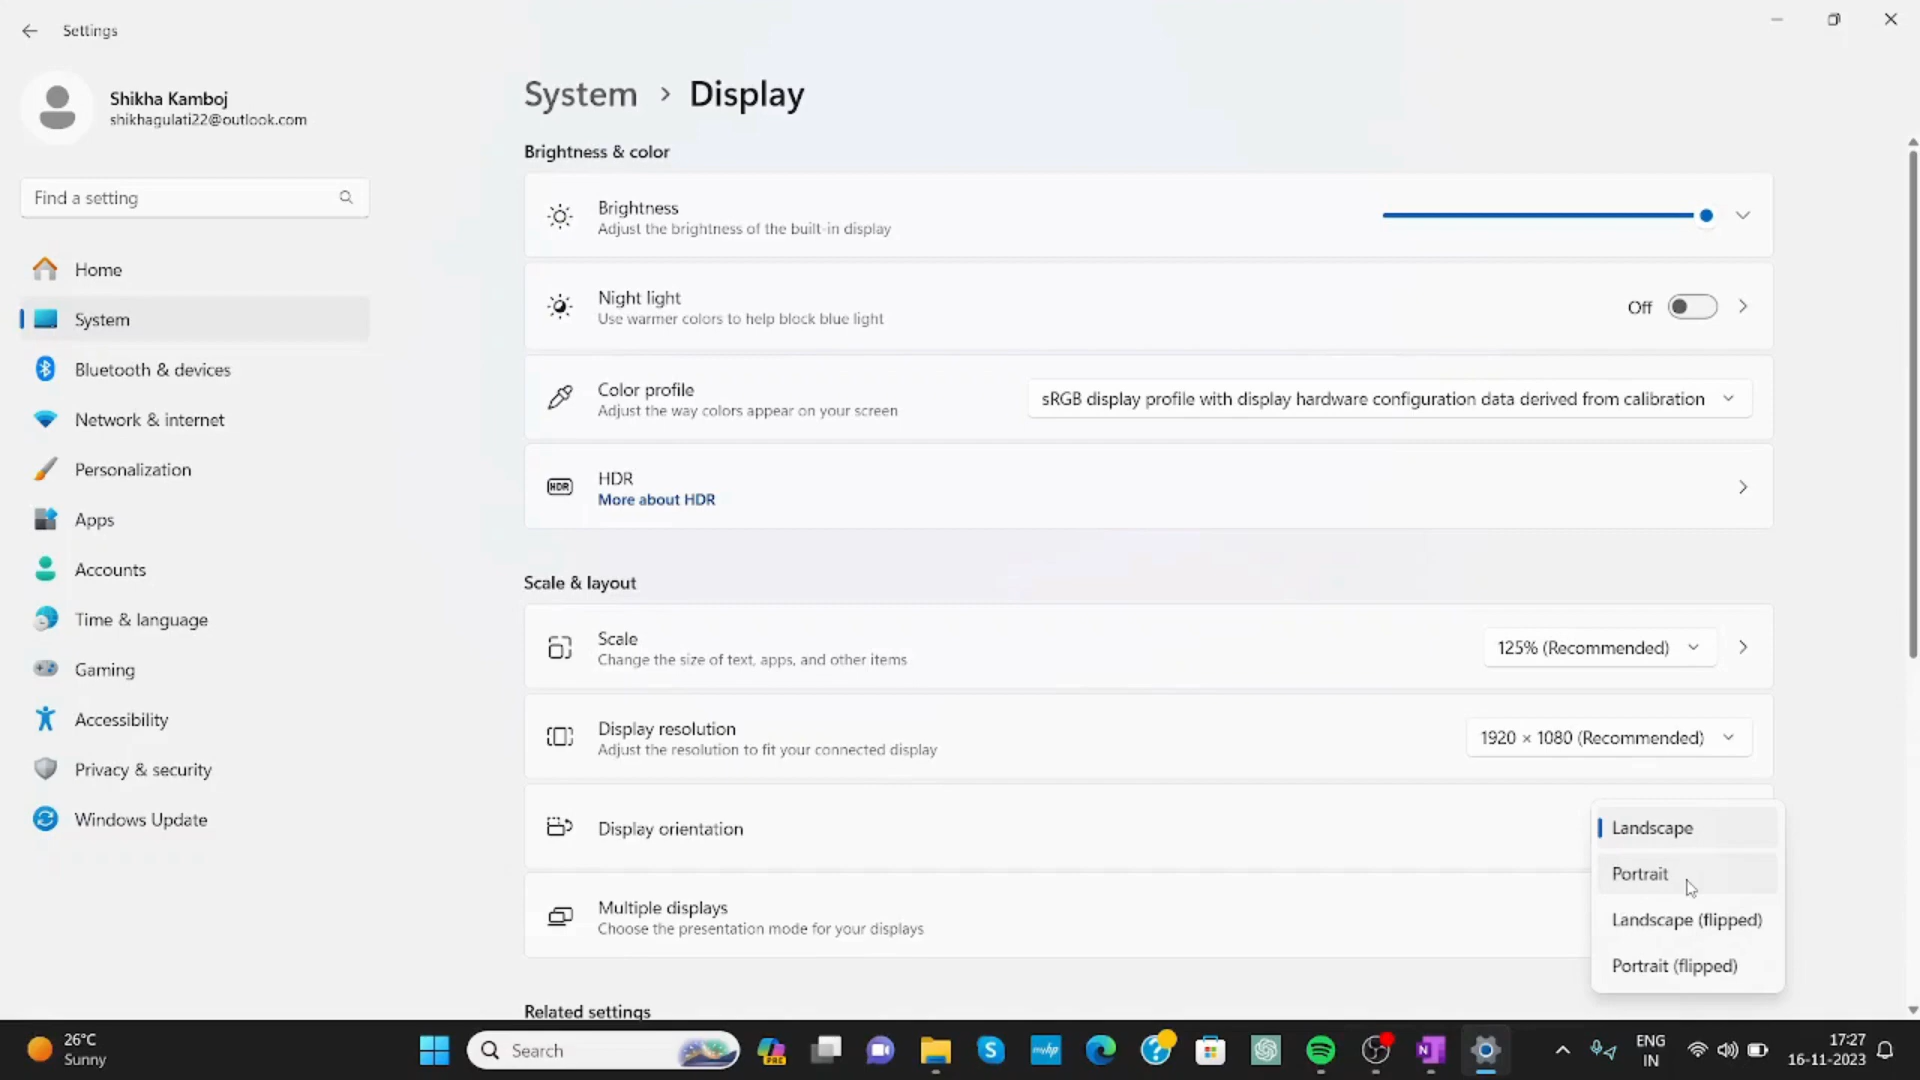 Settings
Shikha Kamboj
shikhagulati22@outlook.com
Find a setting
Home
System
Bluetooth & devices
Network & internet
Personalization
Apps
Accounts
Time & language
Gaming
Accessibility
Privacy & security
Windows Update
System > Display
Brightness & color
Brightness
Adjust the brightness of the built-in display
Night light
Use warmer colors to help block blue light
Off
Color profile
Adjust the way colors appear on your screen
sRGB display profile with display hardware configuration data derived from calibration
HDR
HDR
More about HDR
Scale & layout
Scale
Change the size of text, apps, and other items
125% (Recommended)
Display resolution
Adjust the resolution to fit your connected display
1920 × 1080 (Recommended)
Display orientation
Landscape
Portrait
Landscape (flipped)
Portrait (flipped)
Multiple displays
Choose the presentation mode for your displays
Related settings
26°C
Sunny
Search
PRE
S
myhp
N
ENG
IN
17:27
16-11-2023